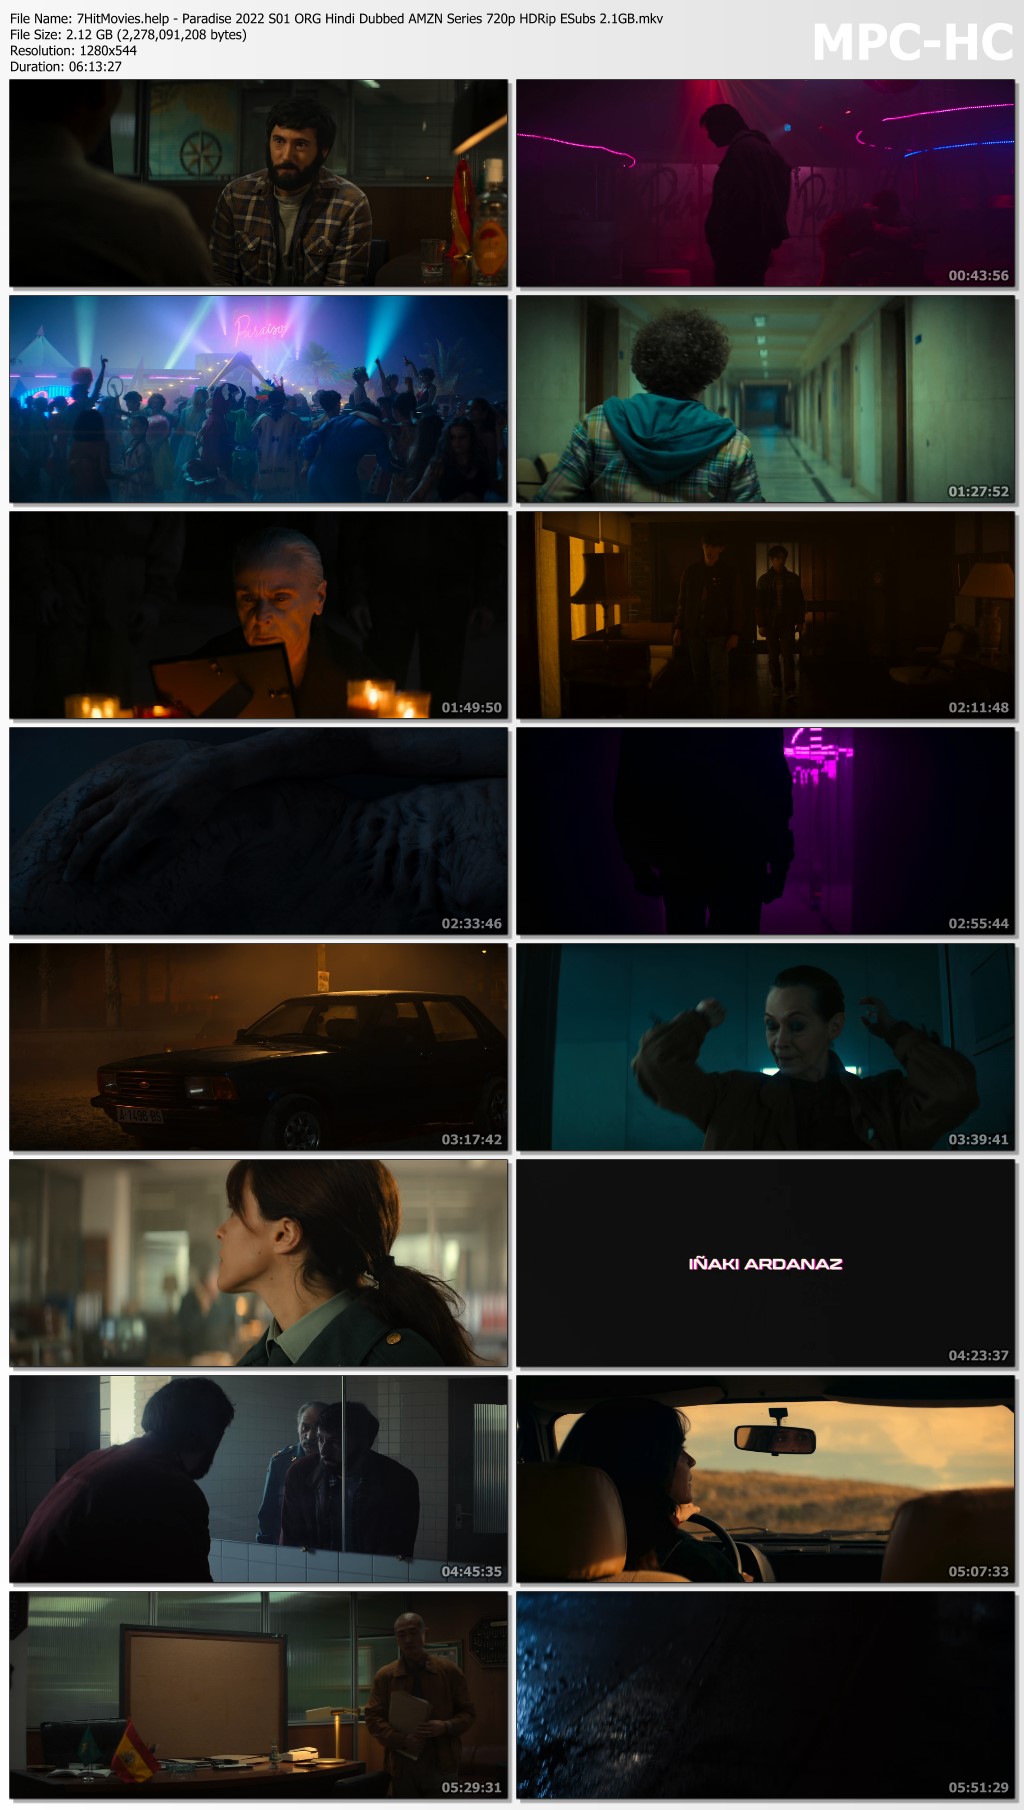 File Name: 7HitMovies.help - Paradise 2022 S01 ORG Hindi Dubbed AMZN Series 720p HDRip ESubs 2.1GB.mkv
File Size: 2.12 GB (2,278,091,208 bytes)
Resolution: 1280x544
Duration: 06:13:27
MPC-HC
00:43:56
Paraíso
01:27:52
01:49:50
02:11:48
02:33:46
02:55:44
03:17:42
03:39:41
IÑAKI ARDANAZ
04:23:37
04:45:35
05:07:33
05:29:31
05:51:29